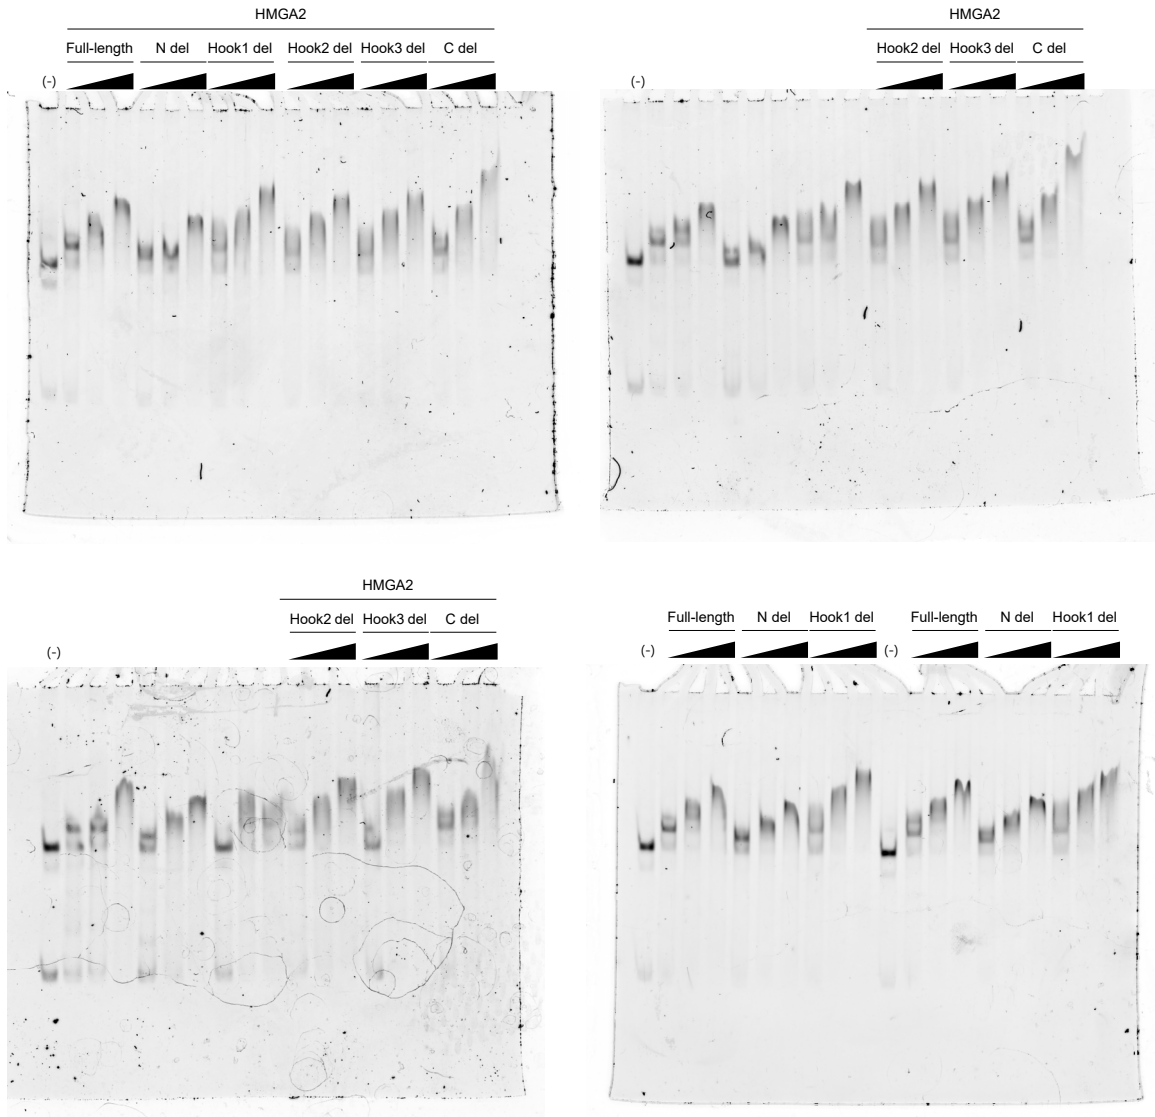 HMGA2
Full-length N del Hook1 del Hook2 del Hook3 del C del
(-)
HMGA2
Hook2 del Hook3 del C del
(-)
HMGA2
Hook2 del Hook3 del C del
(-)
Full-length N del Hook1 del Full-length N del Hook1 del
(-) (-)